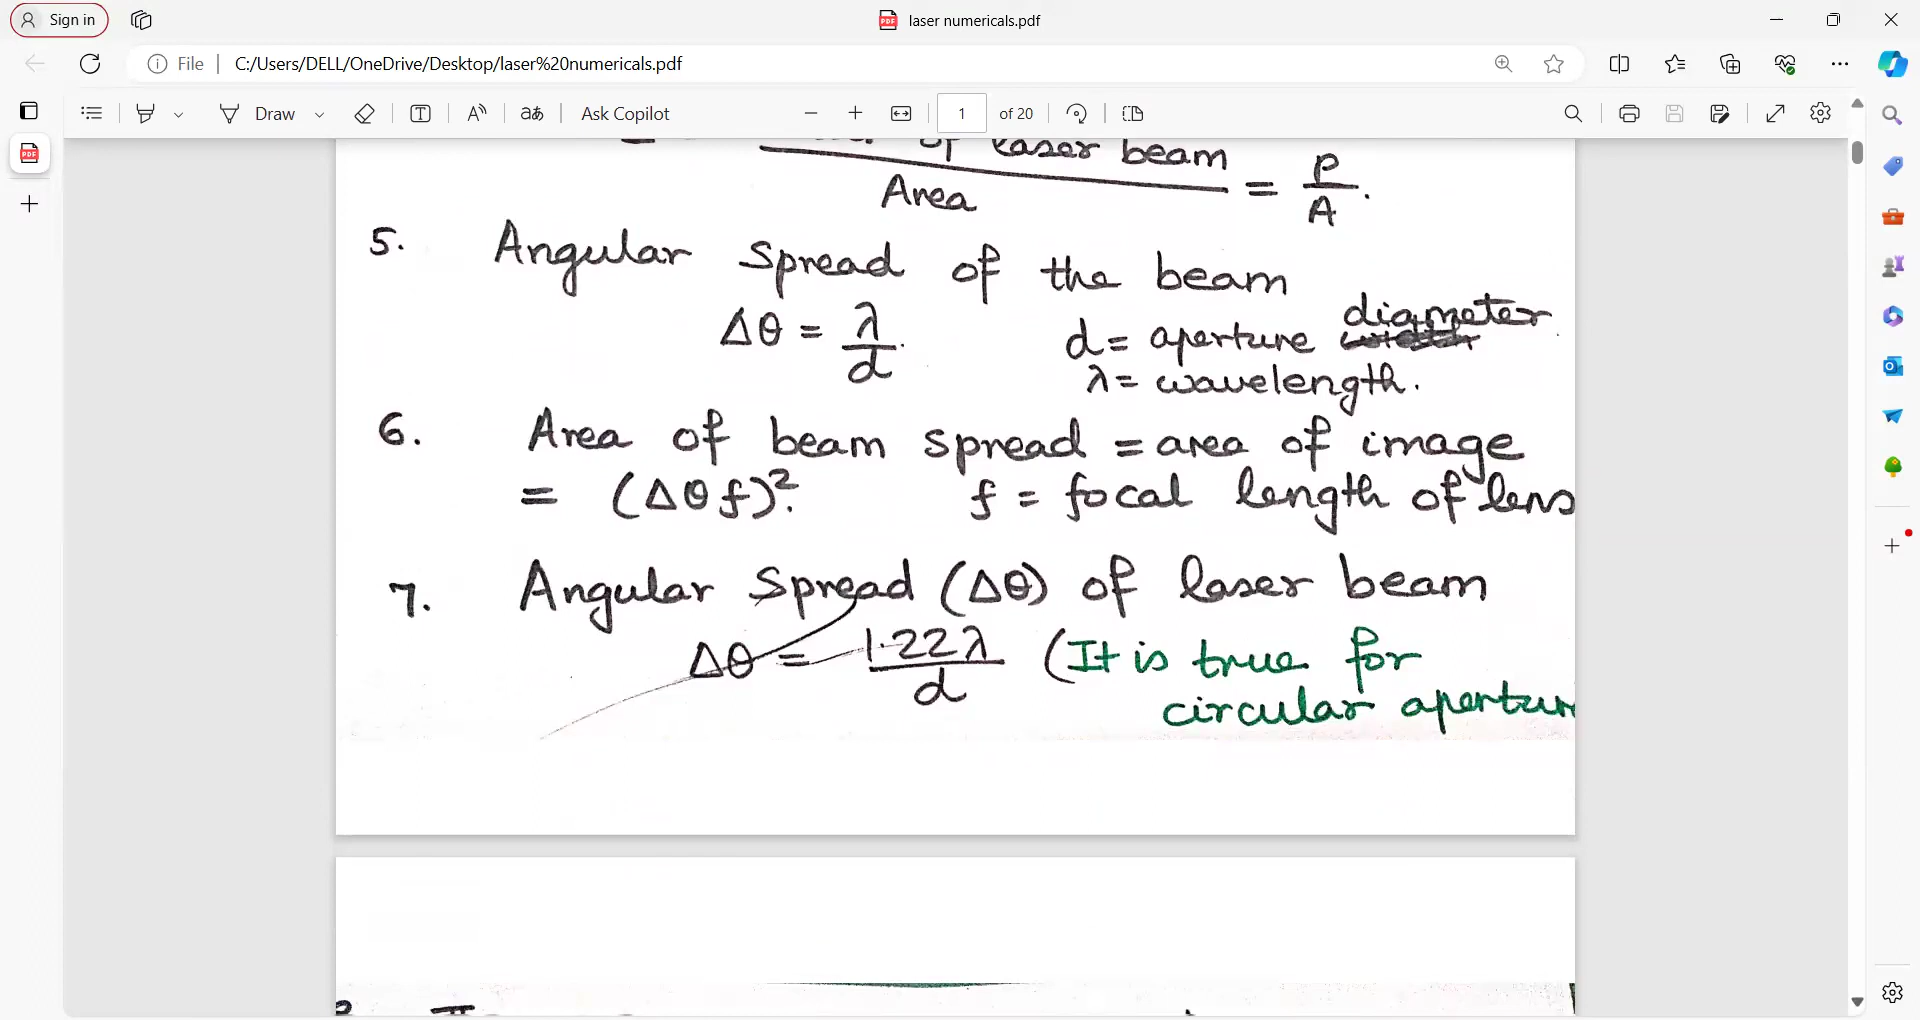 Sign in
laser numericals.pdf
File
C:/Users/DELL/OneDrive/Desktop/laser%20numericals.pdf
Draw
Ask Copilot
1 of 20
of laser beam
Area
= P/A.
5. Angular Spread of the beam
Δθ = λ/d. d = aperture diameter
λ = wavelength.
6. Area of beam spread = area of image
= (Δθ f)². f = focal length of lens
7. Angular Spread (Δθ) of laser beam
Δθ = 1.22λ/d (It is true for
circular apertur